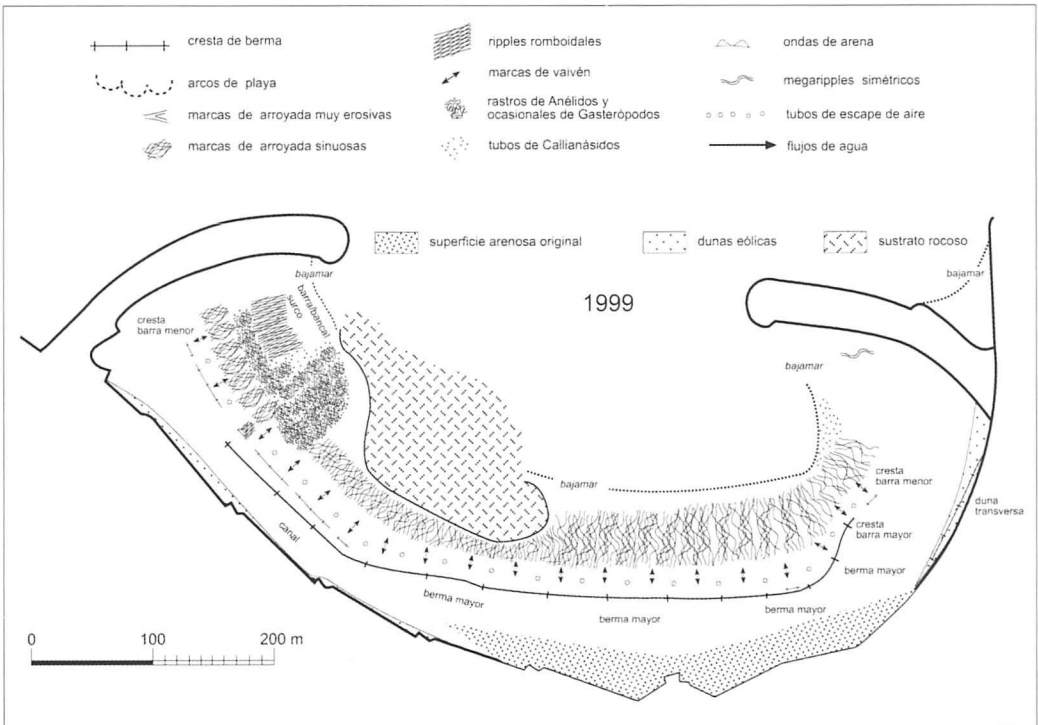 cresta de berma
arcos de playa
marcas de arroyada muy erosivas
marcas de arroyada sinuosas
ripples romboidales
marcas de vaivén
rastros de Anélidos y
ocasionales de Gasterópodos
tubos de Callianásidos
ondas de arena
megaripples simétricos
tubos de escape de aire
flujos de agua
superficie arenosa original
dunas eólicas
sustrato rocoso
1999
bajamar
barra(banca)
surco
cresta
barra menor
bajamar
bajamar
bajamar
cresta
barra menor
cresta
barra mayor
duna
transversa
canal
berma mayor
berma mayor
berma mayor
berma mayor
0 100 200 m